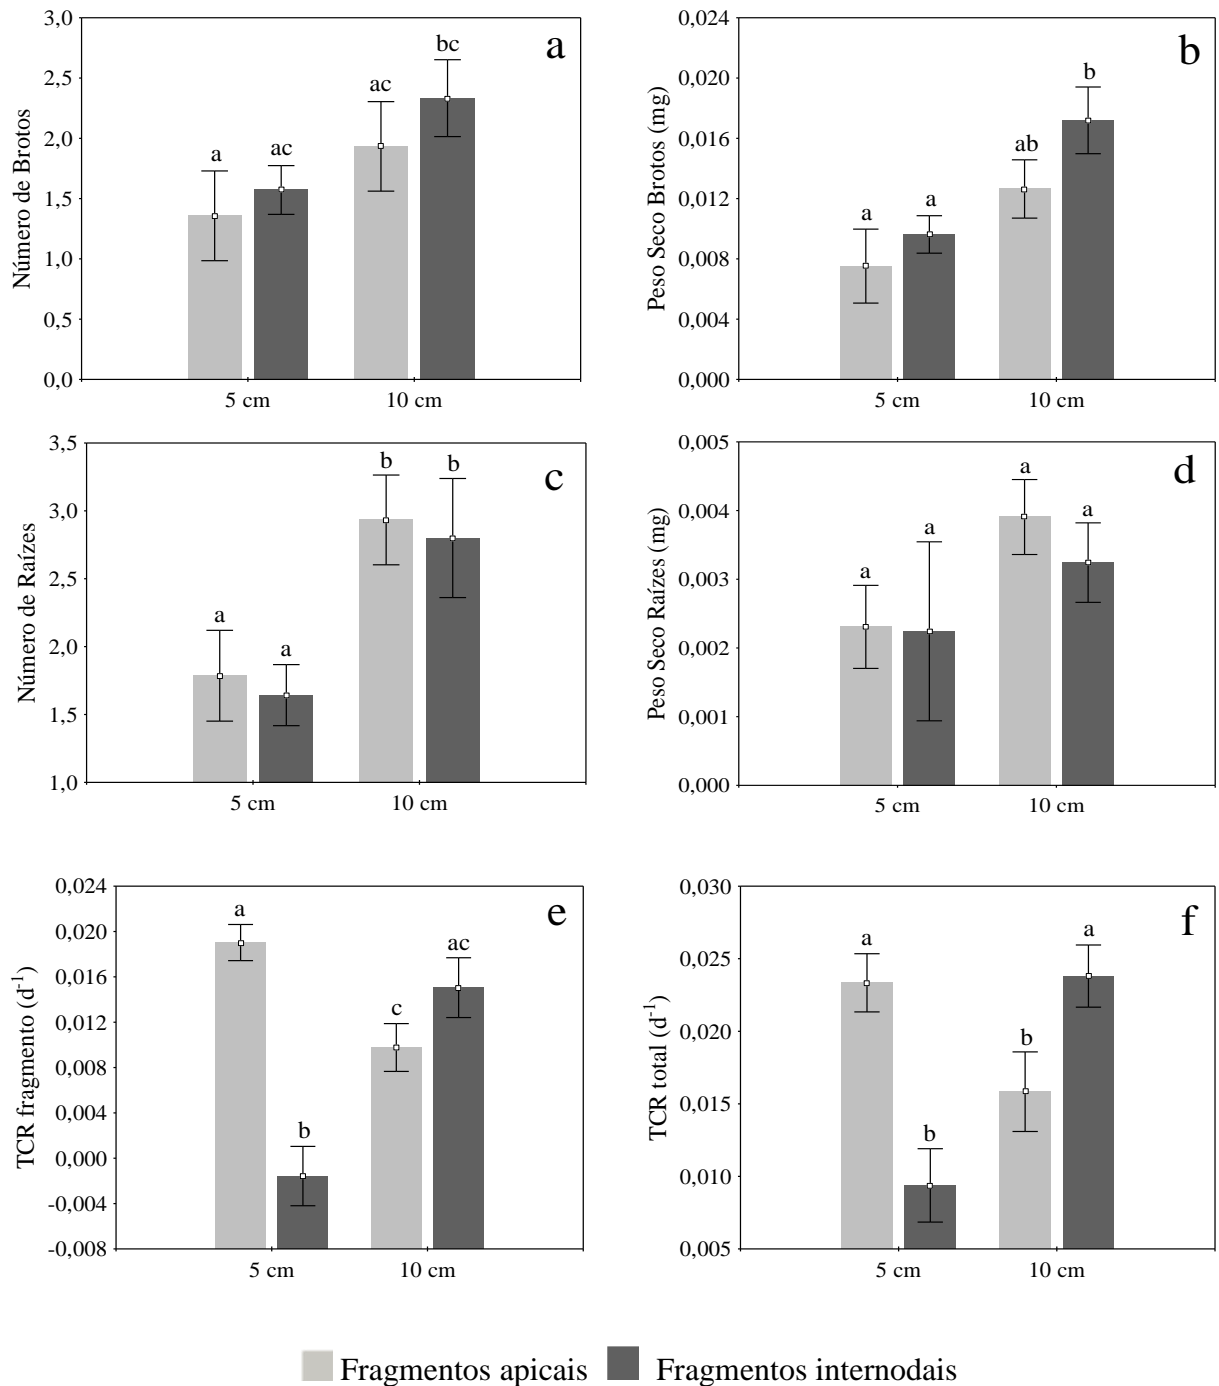 a
Número de Brotos
3,0
2,5
2,0
1,5
1,0
0,5
0,0
a
ac
ac
bc
5 cm
10 cm
b
Peso Seco Brotos (mg)
0,024
0,020
0,016
0,012
0,008
0,004
0,000
a
a
ab
b
5 cm
10 cm
c
Número de Raízes
3,5
3,0
2,5
2,0
1,5
1,0
a
a
b
b
5 cm
10 cm
d
Peso Seco Raízes (mg)
0,005
0,004
0,003
0,002
0,001
0,000
a
a
a
a
5 cm
10 cm
e
TCR fragmento (d⁻¹)
0,024
0,020
0,016
0,012
0,008
0,004
0,000
-0,004
-0,008
a
b
c
ac
5 cm
10 cm
f
TCR total (d⁻¹)
0,030
0,025
0,020
0,015
0,010
0,005
a
b
b
a
5 cm
10 cm
Fragmentos apicais
Fragmentos internodais